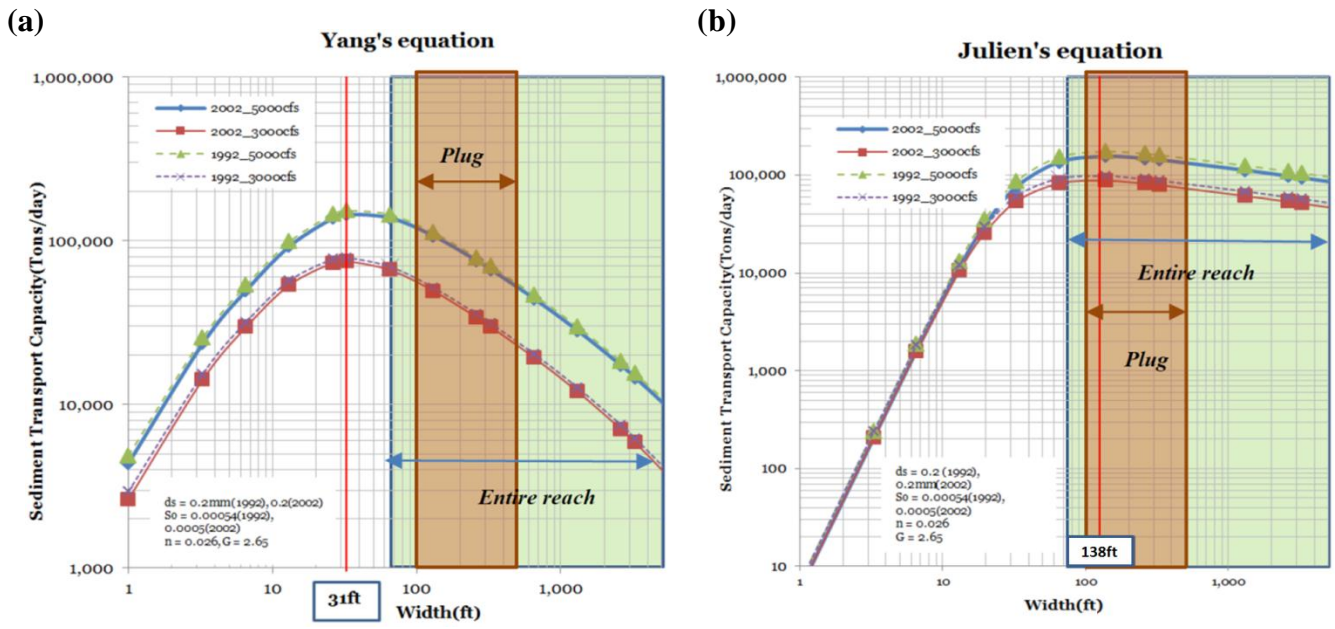 (a)
Yang's equation
1,000,000
100,000
10,000
1,000
Sediment Transport Capacity(Tons/day)
2002_5000cfs
2002_3000cfs
1992_5000cfs
1992_3000cfs
Plug
Entire reach
ds = 0.2mm(1992),0.2(2002)
So = 0.00054(1992),
0.0005(2002)
n = 0.026, G = 2.65
1 10 100 1,000
31ft
Width(ft)
(b)
Julien's equation
1,000,000
100,000
10,000
1,000
100
10
Sediment Transport Capacity(Tons/day)
2002_5000cfs
2002_3000cfs
1992_5000cfs
1992_3000cfs
Entire reach
Plug
ds = 0.2 (1992),
0.2mm(2002)
So = 0.00054(1992),
0.0005(2002)
n = 0.026
G = 2.65
138ft
1 10 100 1,000
Width(ft)